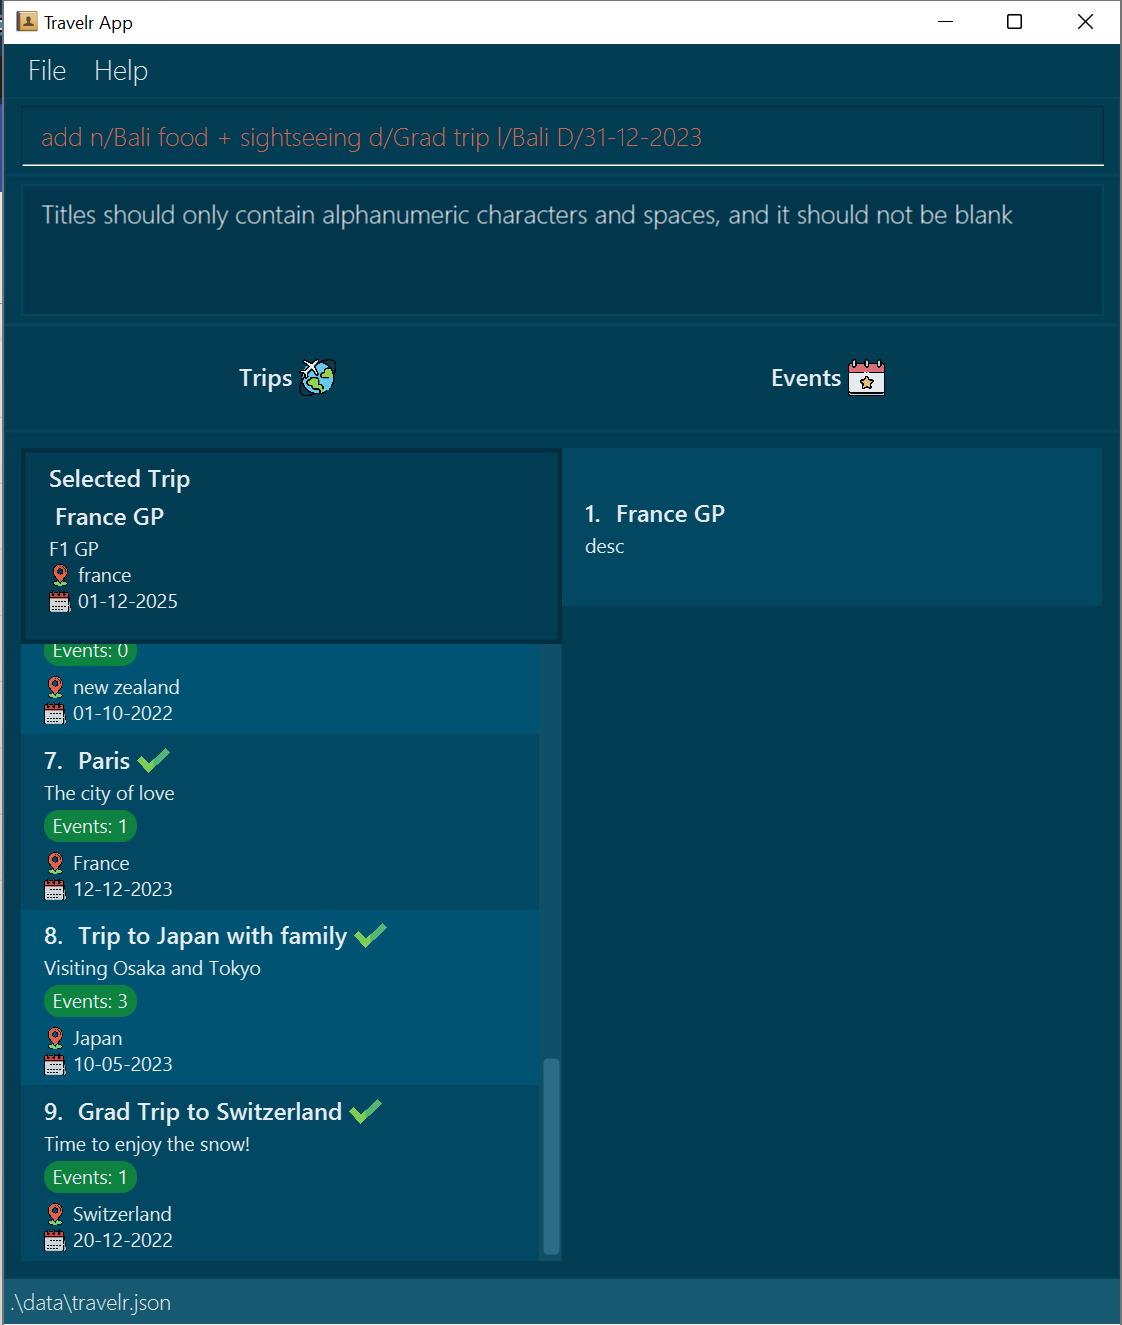 Travelr App
File Help
add n/Bali food + sightseeing d/Grad trip l/Bali D/31-12-2023
Titles should only contain alphanumeric characters and spaces, and it should not be blank
Trips
Events
Selected Trip
France GP
F1 GP
france
01-12-2025
1. France GP
desc
Events: 0
new zealand
01-10-2022
7. Paris
The city of love
Events: 1
France
12-12-2023
8. Trip to Japan with family
Visiting Osaka and Tokyo
Events: 3
Japan
10-05-2023
9. Grad Trip to Switzerland
Time to enjoy the snow!
Events: 1
Switzerland
20-12-2022
.\data\travelr.json